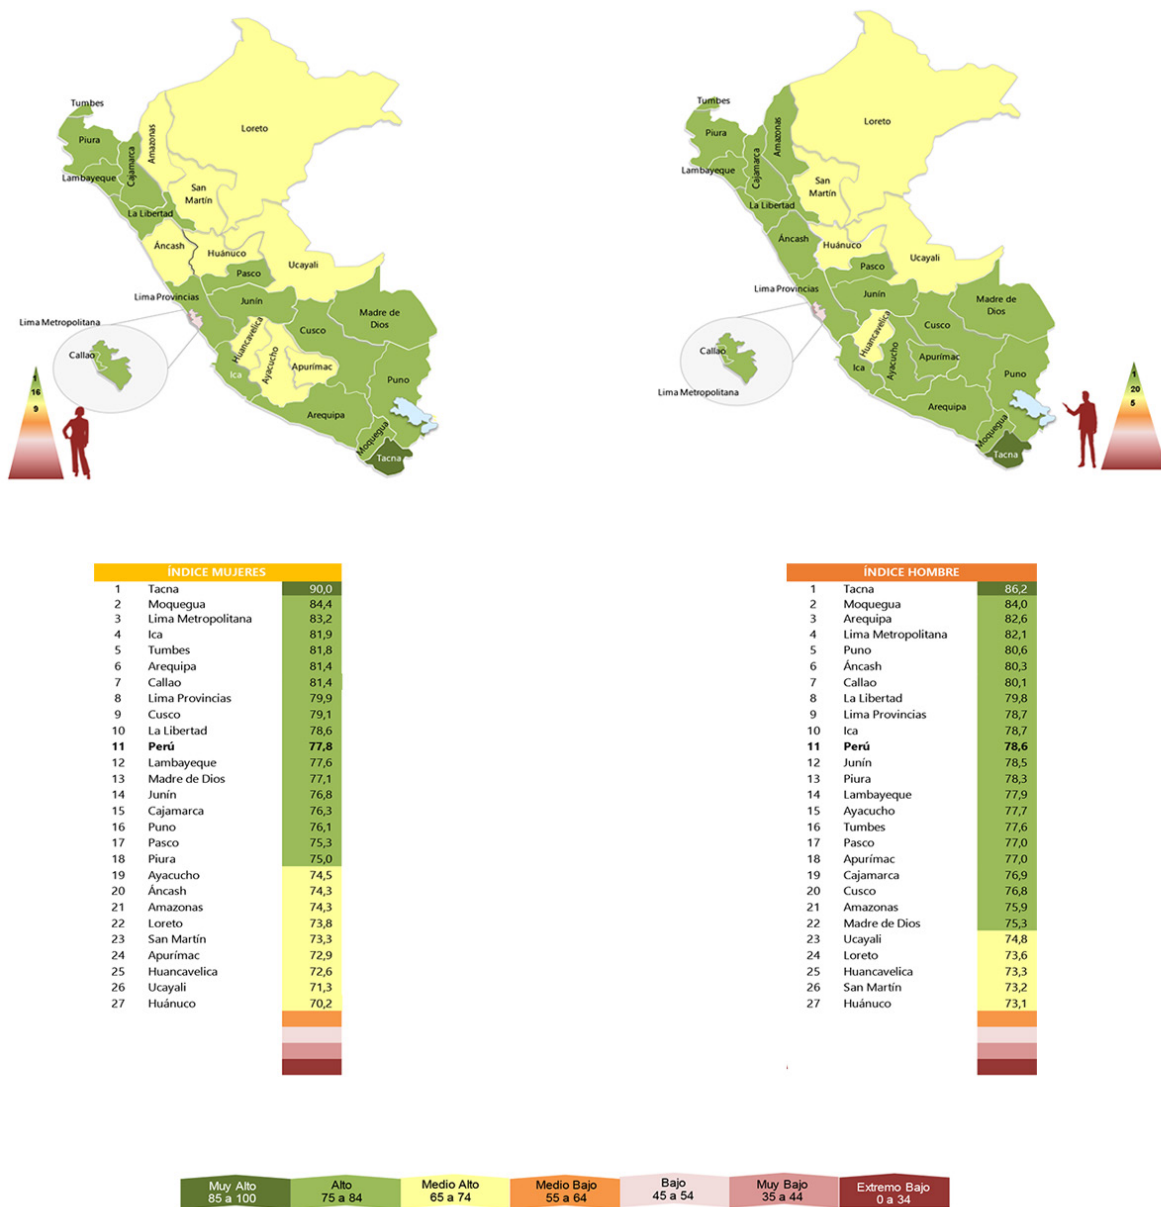 Tumbes
Piura
Lambayeque
Cajamarca
Amazonas
Loreto
San
Martín
La Libertad
Áncash
Huánuco
Ucayali
Pasco
Lima Provincias
Junín
Madre de
Dios
Lima Metropolitana
Callao
Huancavelica
Cusco
Ica
Ayacucho
Apurímac
Puno
Arequipa
Moquegua
Tacna
1
16
9
Tumbes
Piura
Lambayeque
Cajamarca
Amazonas
Loreto
San
Martín
La Libertad
Áncash
Huánuco
Ucayali
Pasco
Lima Provincias
Junín
Madre de
Dios
Callao
Lima Metropolitana
Huancavelica
Cusco
Ica
Ayacucho
Apurímac
Puno
Arequipa
Moquegua
Tacna
1
20
5
ÍNDICE MUJERES
1 Tacna 90,0
2 Moquegua 84,4
3 Lima Metropolitana 83,2
4 Ica 81,9
5 Tumbes 81,8
6 Arequipa 81,4
7 Callao 81,4
8 Lima Provincias 79,9
9 Cusco 79,1
10 La Libertad 78,6
11 Perú 77,8
12 Lambayeque 77,6
13 Madre de Dios 77,1
14 Junín 76,8
15 Cajamarca 76,3
16 Puno 76,1
17 Pasco 75,3
18 Piura 75,0
19 Ayacucho 74,5
20 Áncash 74,3
21 Amazonas 74,3
22 Loreto 73,8
23 San Martín 73,3
24 Apurímac 72,9
25 Huancavelica 72,6
26 Ucayali 71,3
27 Huánuco 70,2
ÍNDICE HOMBRE
1 Tacna 86,2
2 Moquegua 84,0
3 Arequipa 82,6
4 Lima Metropolitana 82,1
5 Puno 80,6
6 Áncash 80,3
7 Callao 80,1
8 La Libertad 79,8
9 Lima Provincias 78,7
10 Ica 78,7
11 Perú 78,6
12 Junín 78,5
13 Piura 78,3
14 Lambayeque 77,9
15 Ayacucho 77,7
16 Tumbes 77,6
17 Pasco 77,0
18 Apurímac 77,0
19 Cajamarca 76,9
20 Cusco 76,8
21 Amazonas 75,9
22 Madre de Dios 75,3
23 Ucayali 74,8
24 Loreto 73,6
25 Huancavelica 73,3
26 San Martín 73,2
27 Huánuco 73,1
Muy Alto
85 a 100
Alto
75 a 84
Medio Alto
65 a 74
Medio Bajo
55 a 64
Bajo
45 a 54
Muy Bajo
35 a 44
Extremo Bajo
0 a 34